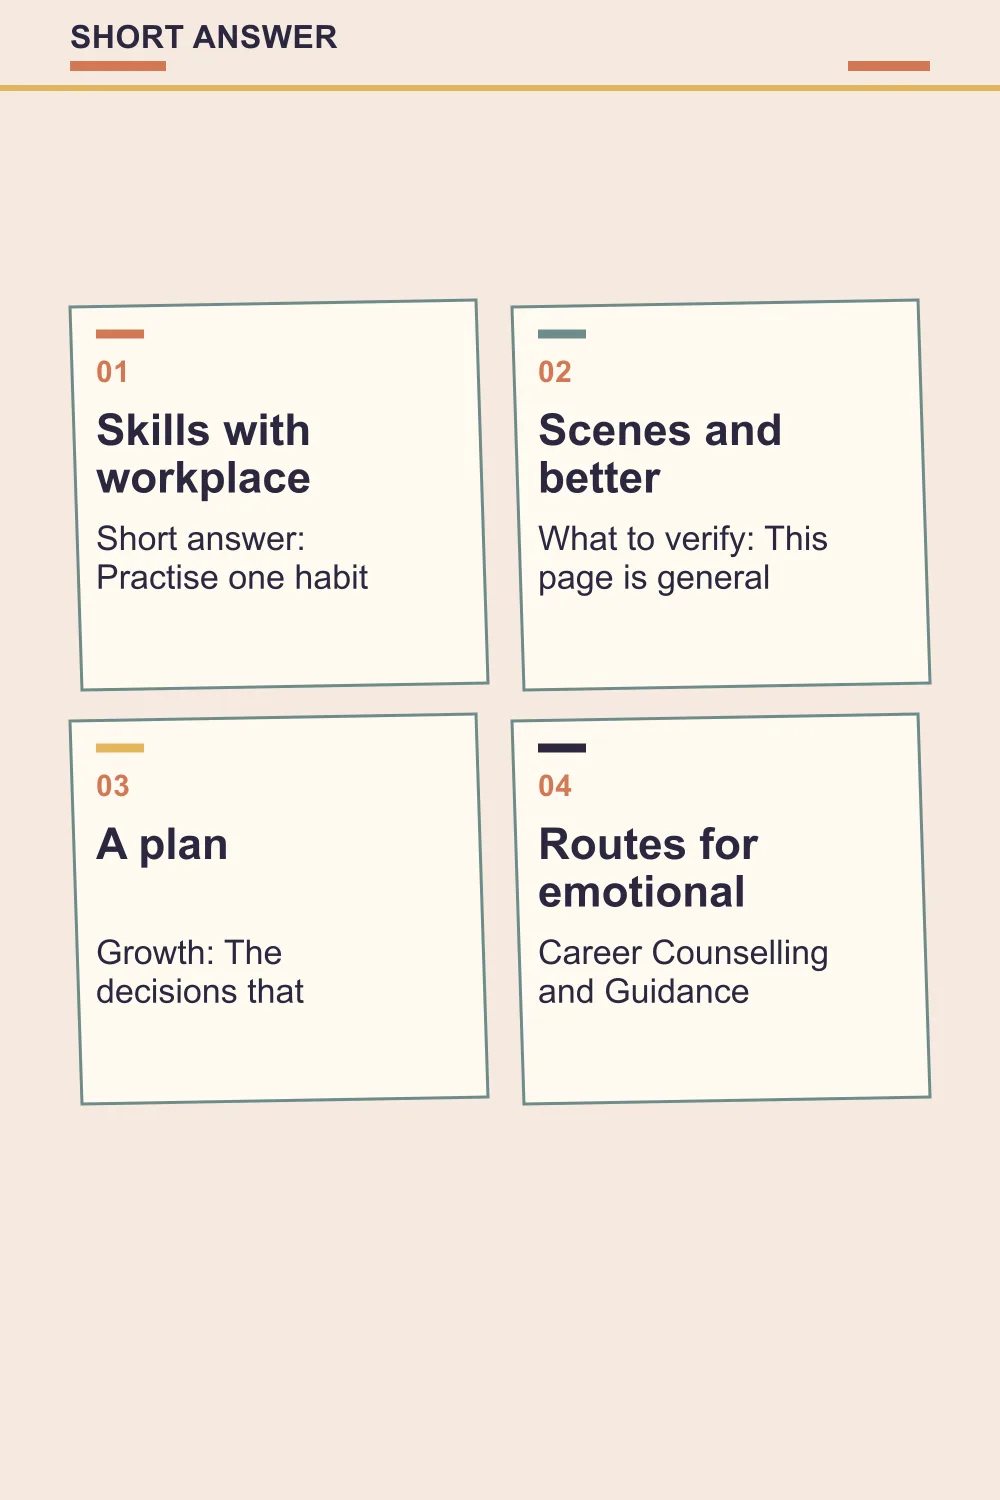 SHORT ANSWER
01
Skills with
workplace
Short answer:
Practise one habit
02
Scenes and
better
What to verify: This
page is general
03
A plan
Growth: The
decisions that
04
Routes for
emotional
Career Counselling
and Guidance